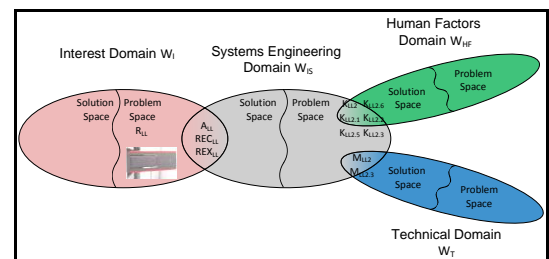 Human Factors
Domain W_HF
Interest Domain W_I
Systems Engineering
Domain W_IS
Solution
Space
Problem
Space
R_LL
A_LL
REC_LL
REX_LL
Solution
Space
Problem
Space
K_LL2 K_LL2.6
K_LL2.1 K_LL2.2
K_LL2.5 K_LL2.3
Solution
Space
Problem
Space
M_LL2
M_LL2.3
Solution
Space
Problem
Space
Technical Domain
W_T